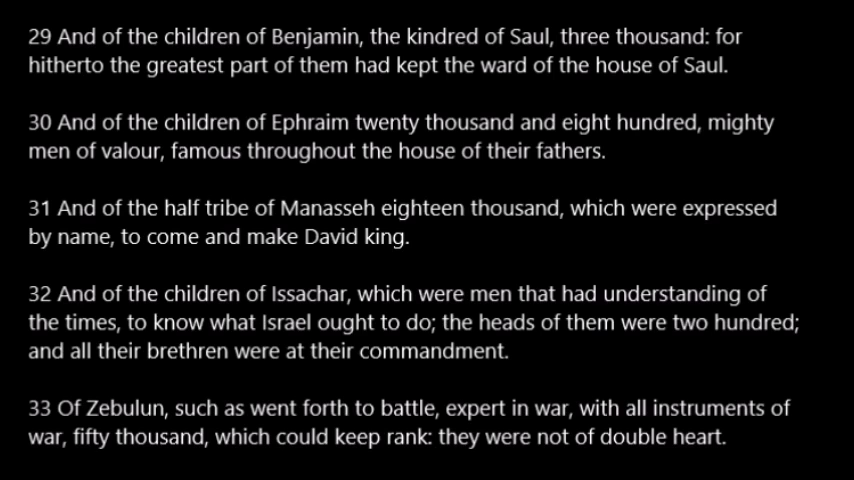 29 And of the children of Benjamin, the kindred of Saul, three thousand: for
hitherto the greatest part of them had kept the ward of the house of Saul.
30 And of the children of Ephraim twenty thousand and eight hundred, mighty
men of valour, famous throughout the house of their fathers.
31 And of the half tribe of Manasseh eighteen thousand, which were expressed
by name, to come and make David king.
32 And of the children of Issachar, which were men that had understanding of
the times, to know what Israel ought to do; the heads of them were two hundred;
and all their brethren were at their commandment.
33 Of Zebulun, such as went forth to battle, expert in war, with all instruments of
war, fifty thousand, which could keep rank: they were not of double heart.